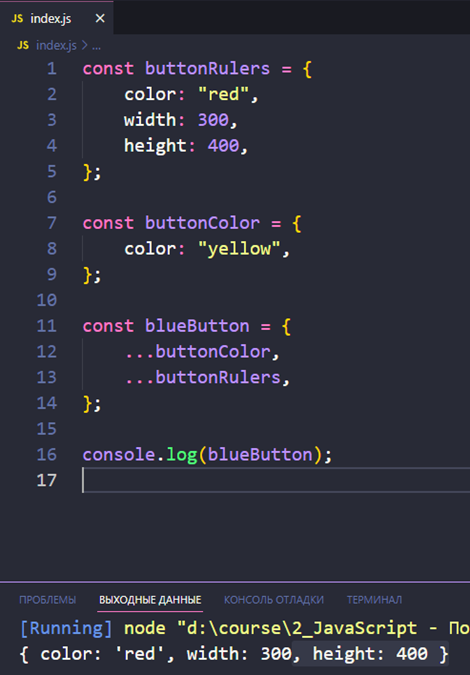 JS index.js ×
JS index.js > ...
1 const buttonRulers = {
2     color: "red",
3     width: 300,
4     height: 400,
5 };
6
7 const buttonColor = {
8     color: "yellow",
9 };
10
11 const blueButton = {
12     ...buttonColor,
13     ...buttonRulers,
14 };
15
16 console.log(blueButton);
17
ПРОБЛЕМЫ ВЫХОДНЫЕ ДАННЫЕ КОНСОЛЬ ОТЛАДКИ ТЕРМИНАЛ
[Running] node "d:\course\2_JavaScript - По
{ color: 'red', width: 300, height: 400 }